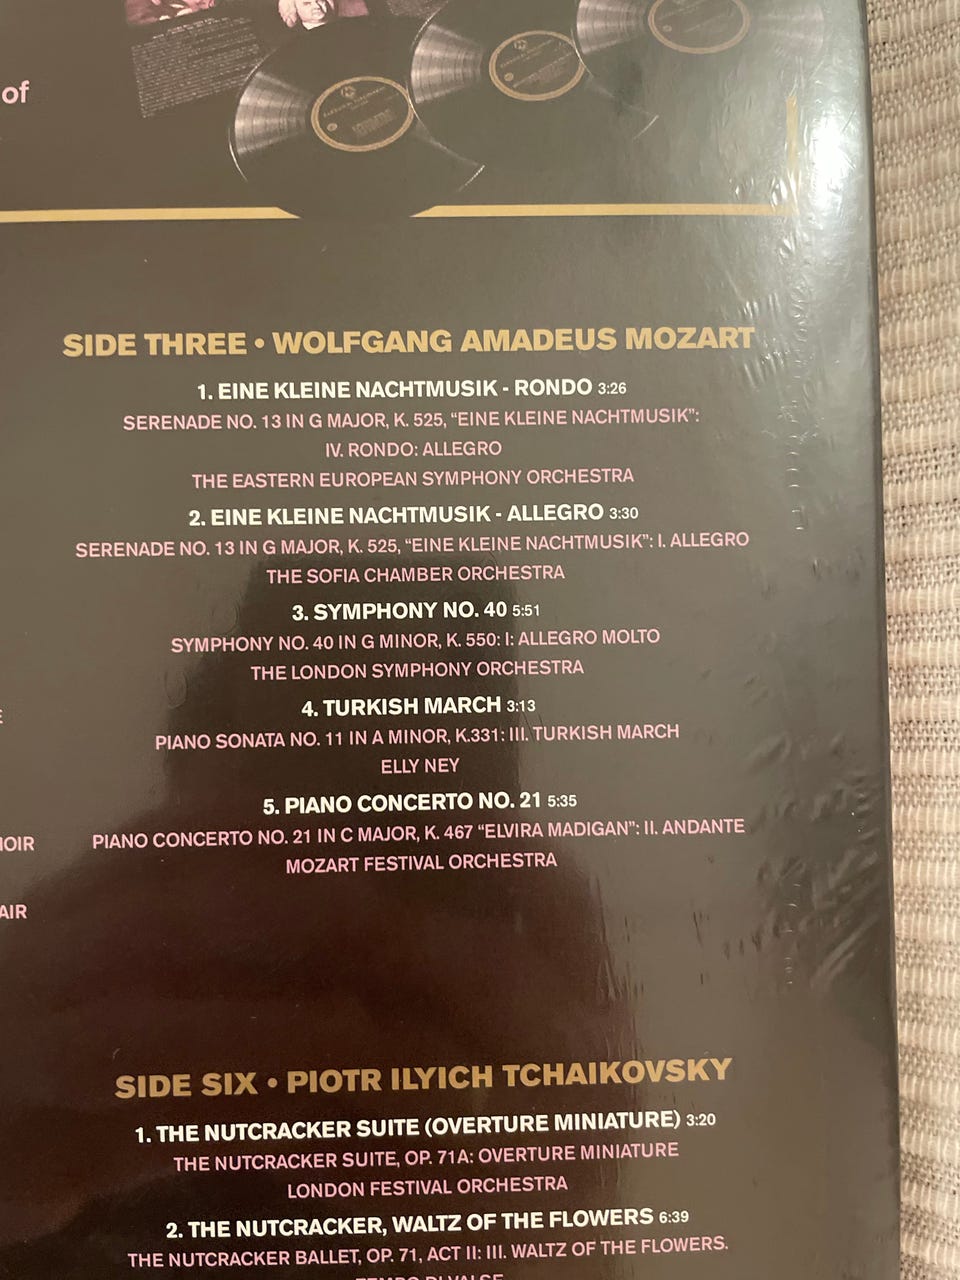 of
SIDE THREE • WOLFGANG AMADEUS MOZART
1. EINE KLEINE NACHTMUSIK - RONDO 3:26
SERENADE NO. 13 IN G MAJOR, K. 525, “EINE KLEINE NACHTMUSIK”:
IV. RONDO: ALLEGRO
THE EASTERN EUROPEAN SYMPHONY ORCHESTRA
2. EINE KLEINE NACHTMUSIK - ALLEGRO 3:30
SERENADE NO. 13 IN G MAJOR, K. 525, “EINE KLEINE NACHTMUSIK”: I. ALLEGRO
THE SOFIA CHAMBER ORCHESTRA
3. SYMPHONY NO. 40 5:51
SYMPHONY NO. 40 IN G MINOR, K. 550: I: ALLEGRO MOLTO
THE LONDON SYMPHONY ORCHESTRA
4. TURKISH MARCH 3:13
PIANO SONATA NO. 11 IN A MINOR, K.331: III. TURKISH MARCH
ELLY NEY
5. PIANO CONCERTO NO. 21 5:35
PIANO CONCERTO NO. 21 IN C MAJOR, K. 467 “ELVIRA MADIGAN”: II. ANDANTE
MOZART FESTIVAL ORCHESTRA
AIR
SIDE SIX • PIOTR ILYICH TCHAIKOVSKY
1. THE NUTCRACKER SUITE (OVERTURE MINIATURE) 3:20
THE NUTCRACKER SUITE, OP. 71A: OVERTURE MINIATURE
LONDON FESTIVAL ORCHESTRA
2. THE NUTCRACKER, WALTZ OF THE FLOWERS 6:39
THE NUTCRACKER BALLET, OP. 71, ACT II: III. WALTZ OF THE FLOWERS.
TEMPO DI VALSE